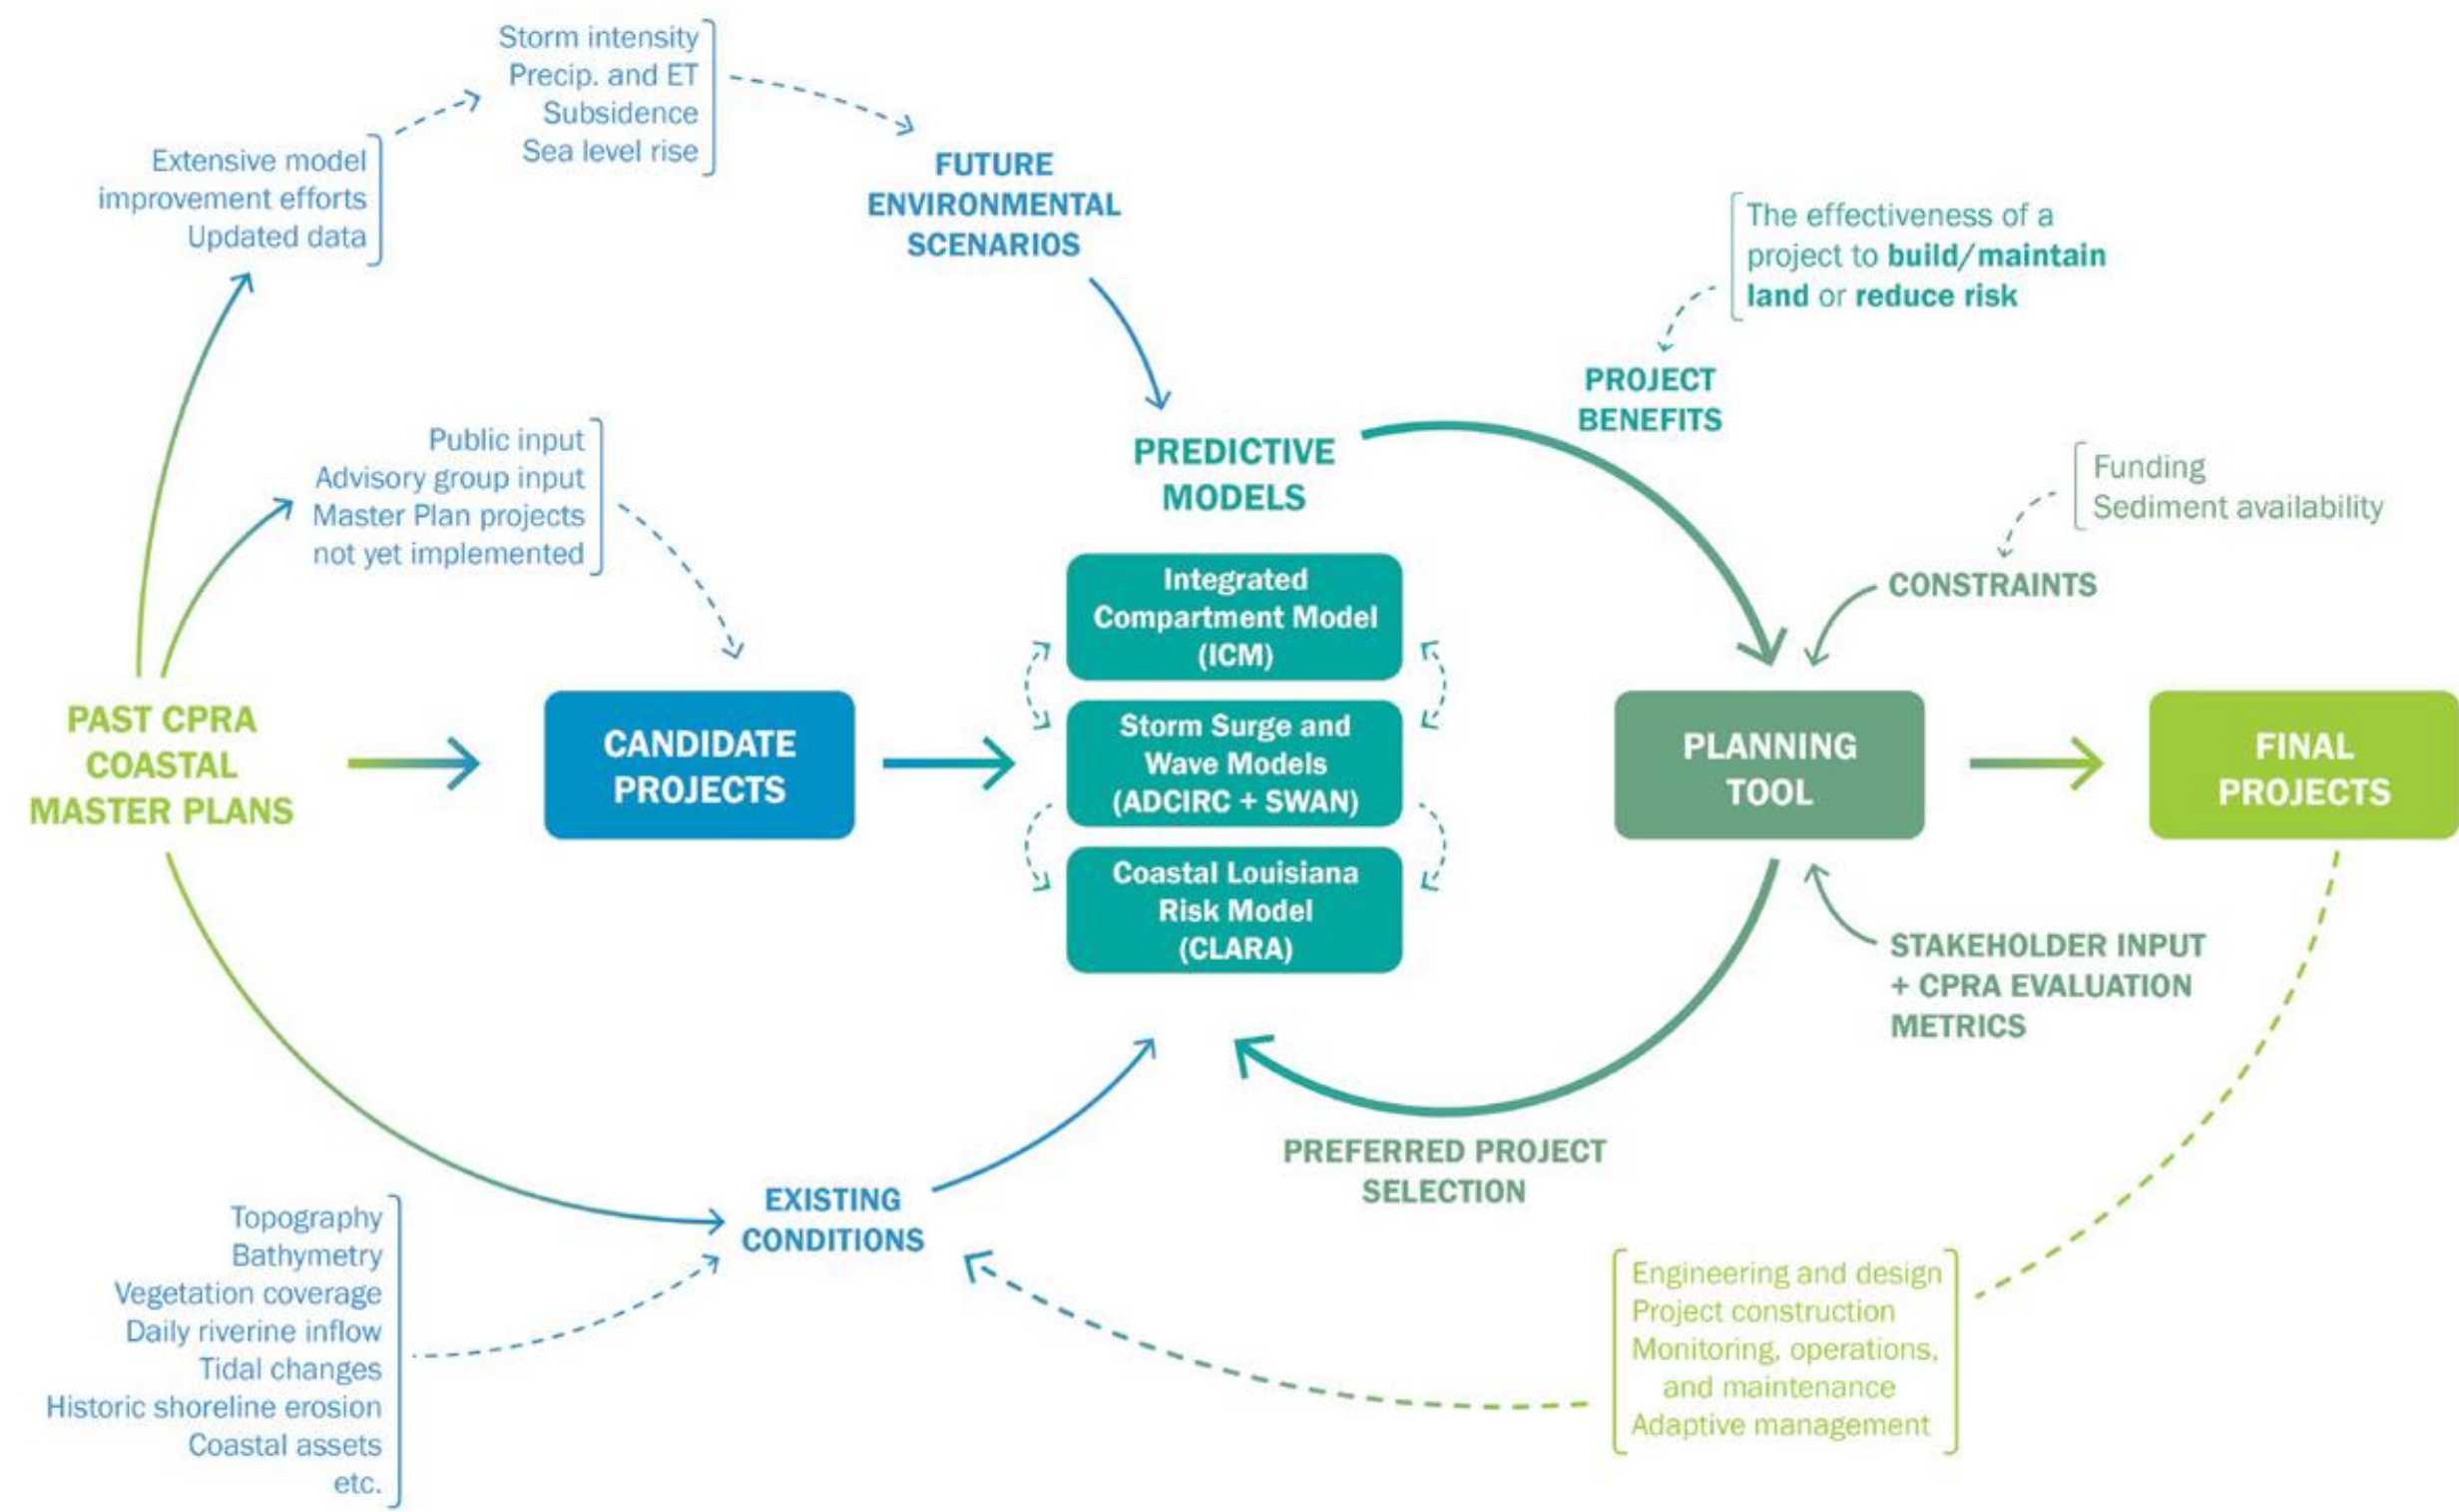 Storm intensity
Precip. and ET
Subsidence
Sea level rise
Extensive model
improvement efforts
Updated data
FUTURE
ENVIRONMENTAL
SCENARIOS
The effectiveness of a
project to build/maintain
land or reduce risk
PROJECT
BENEFITS
Public input
Advisory group input
Master Plan projects
not yet implemented
PREDICTIVE
MODELS
Funding
Sediment availability
CONSTRAINTS
Integrated
Compartment Model
(ICM)
PAST CPRA
COASTAL
MASTER PLANS
CANDIDATE
PROJECTS
Storm Surge and
Wave Models
(ADCIRC + SWAN)
PLANNING
TOOL
FINAL
PROJECTS
Coastal Louisiana
Risk Model
(CLARA)
STAKEHOLDER INPUT
+ CPRA EVALUATION
METRICS
PREFERRED PROJECT
SELECTION
EXISTING
CONDITIONS
Topography
Bathymetry
Vegetation coverage
Daily riverine inflow
Tidal changes
Historic shoreline erosion
Coastal assets
etc.
Engineering and design
Project construction
Monitoring, operations,
and maintenance
Adaptive management